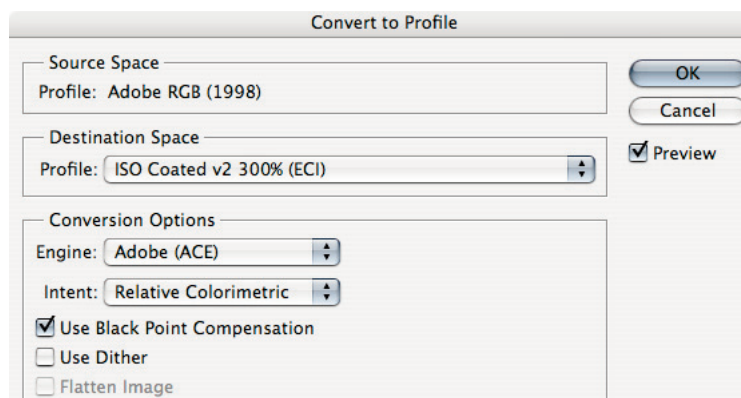 Convert to Profile
Source Space
Profile: Adobe RGB (1998)
OK
Cancel
Preview
Destination Space
Profile: ISO Coated v2 300% (ECI)
Conversion Options
Engine: Adobe (ACE)
Intent: Relative Colorimetric
Use Black Point Compensation
Use Dither
Flatten Image